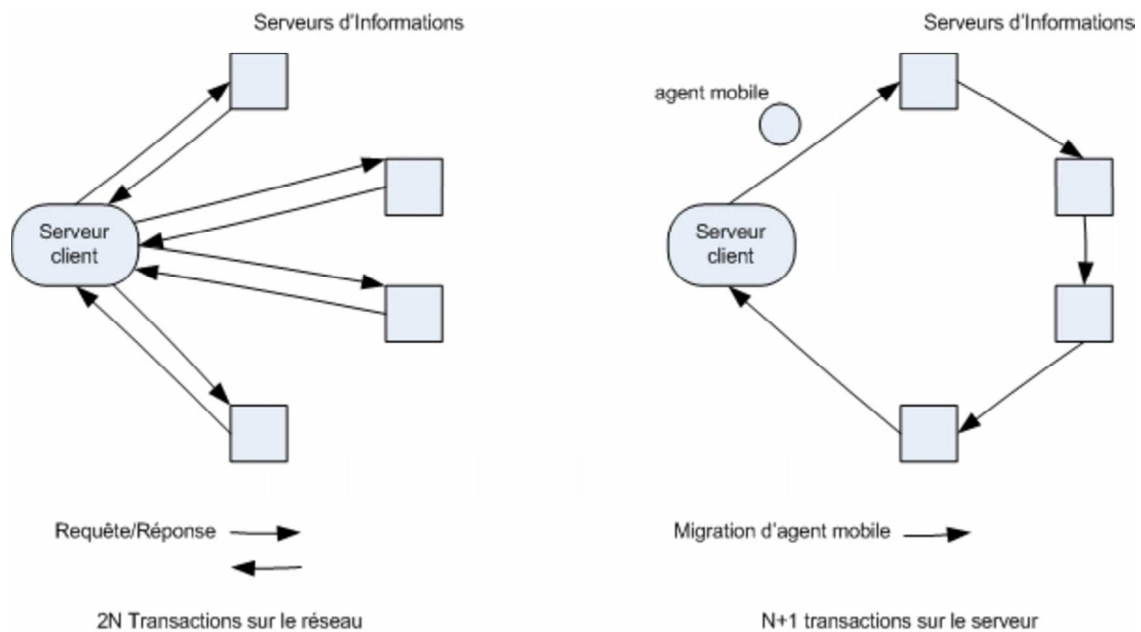 Serveurs d'Informations
Serveur
client
Requête/Réponse
2N Transactions sur le réseau
Serveurs d'Informations
agent mobile
Serveur
client
Migration d'agent mobile
N+1 transactions sur le serveur